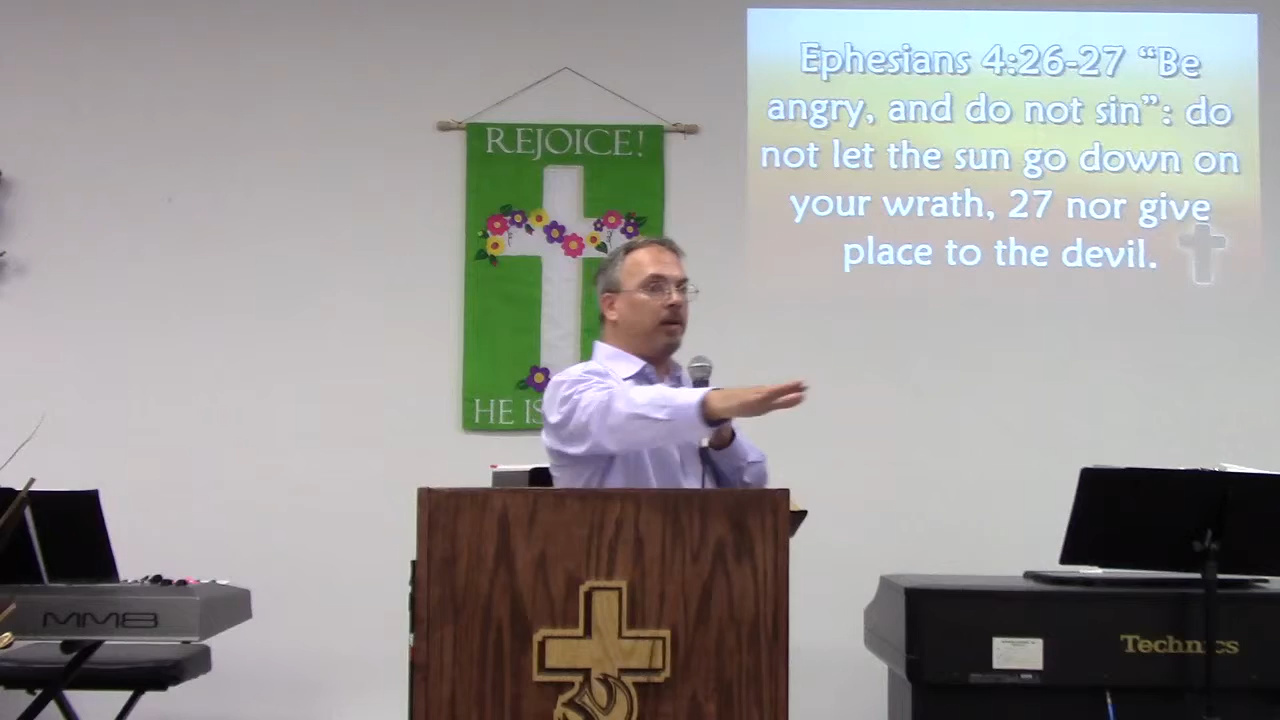 Ephesians 4:26-27 “Be
angry, and do not sin”: do
not let the sun go down on
your wrath, 27 nor give
place to the devil.
REJOICE!
HE IS
MM8
Technics